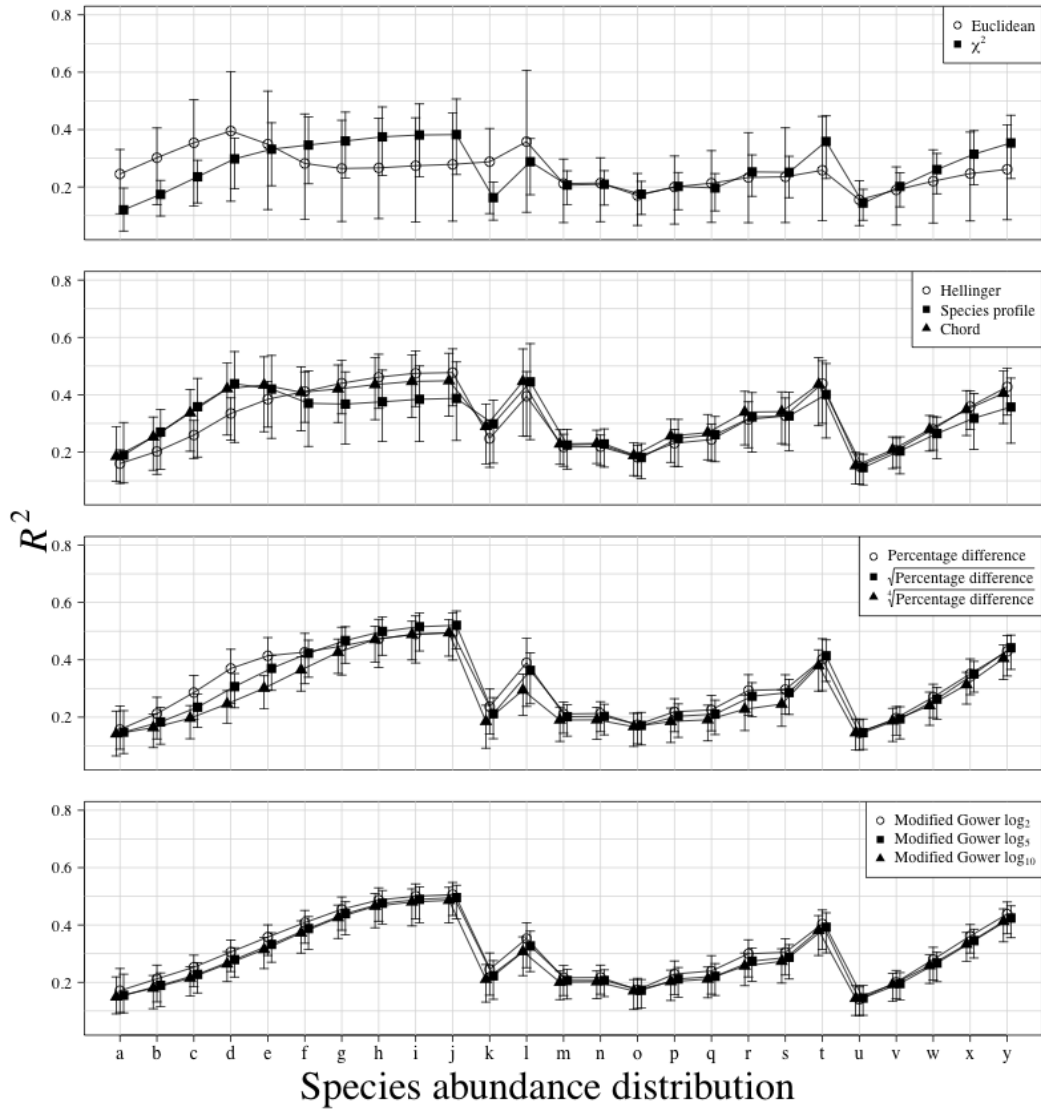 0.8
0.6
0.4
0.2
Euclidean
χ²
0.8
0.6
0.4
0.2
Hellinger
Species profile
Chord
R²
0.8
0.6
0.4
0.2
Percentage difference
√Percentage difference
∜Percentage difference
0.8
0.6
0.4
0.2
Modified Gower log₂
Modified Gower log₅
Modified Gower log₁₀
a b c d e f g h i j k l m n o p q r s t u v w x y
Species abundance distribution